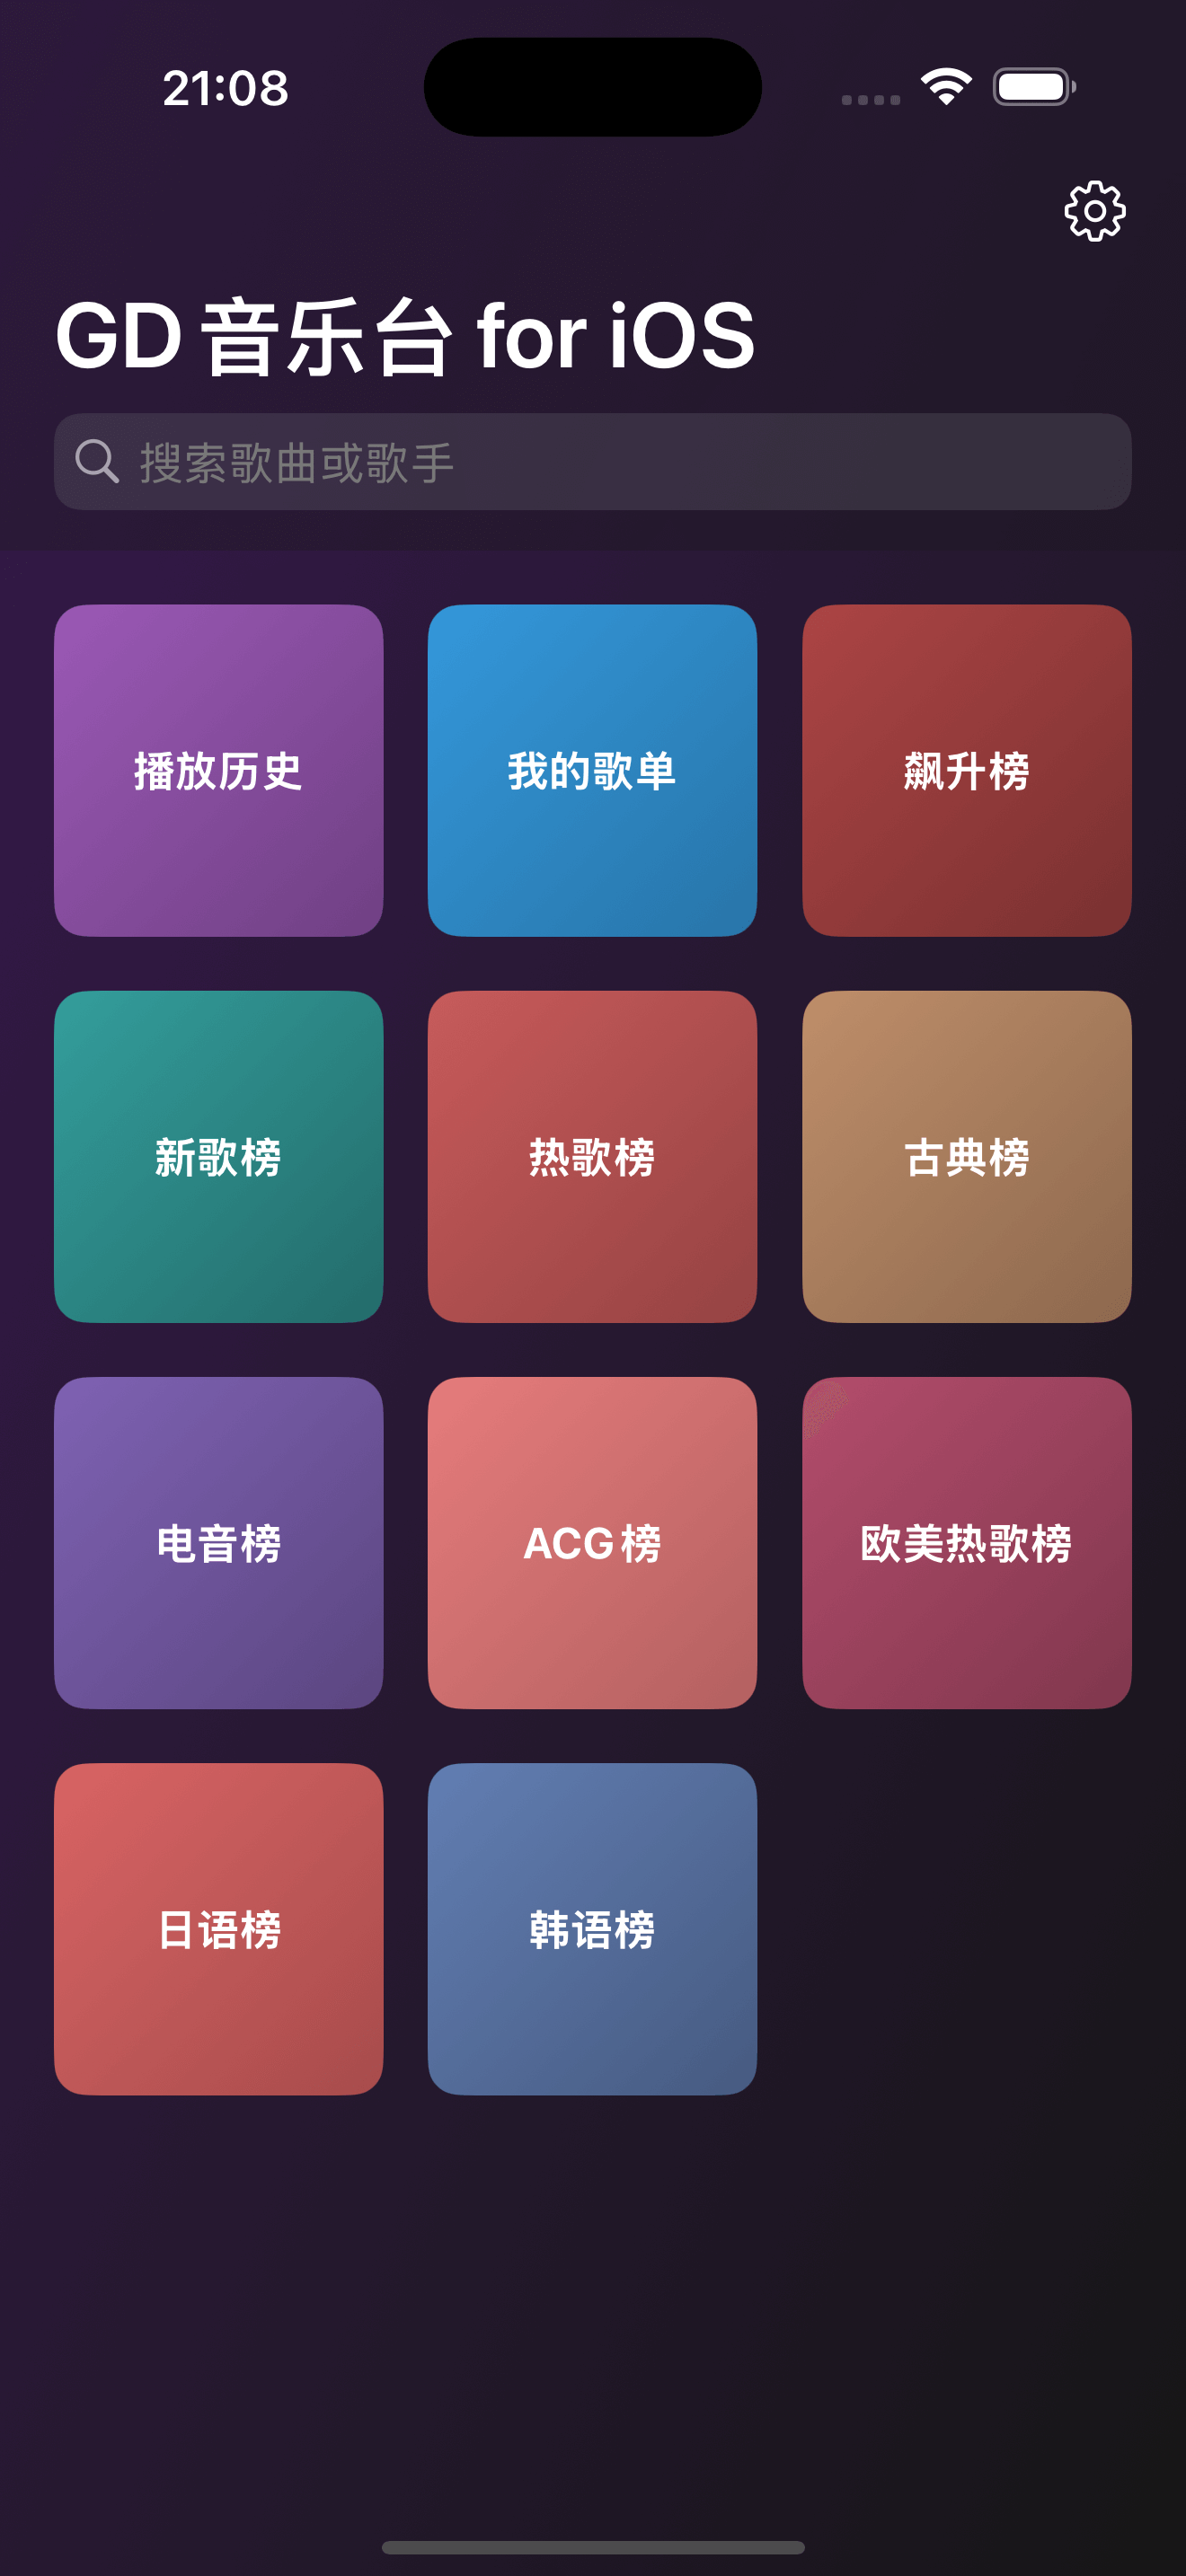 21:08
GD 音乐台 for iOS
搜索歌曲或歌手
播放历史
我的歌单
飙升榜
新歌榜
热歌榜
古典榜
电音榜
ACG 榜
欧美热歌榜
日语榜
韩语榜